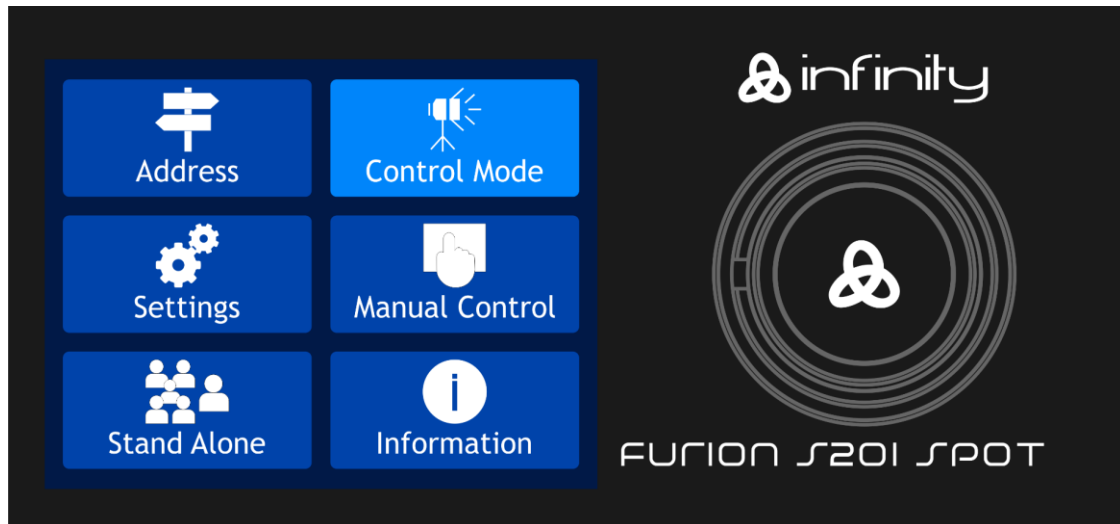 infinity
Address
Control Mode
Settings
Manual Control
Stand Alone
i
Information
FURION S201 SPOT